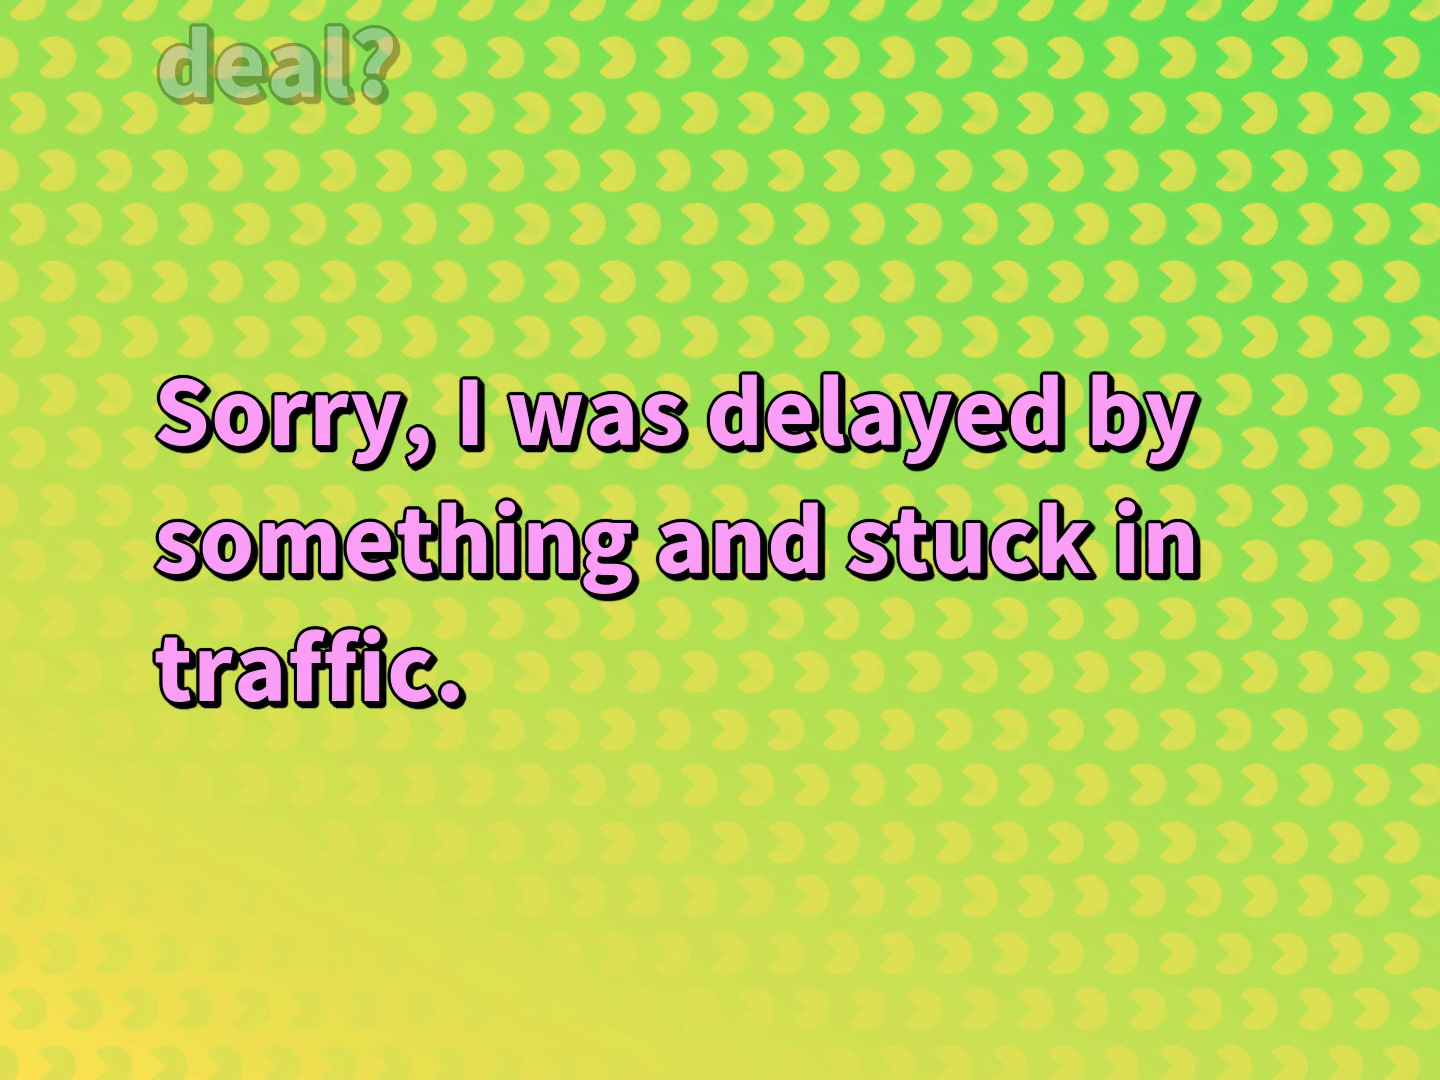 deal?
Sorry, I was delayed by
something and stuck in
traffic.